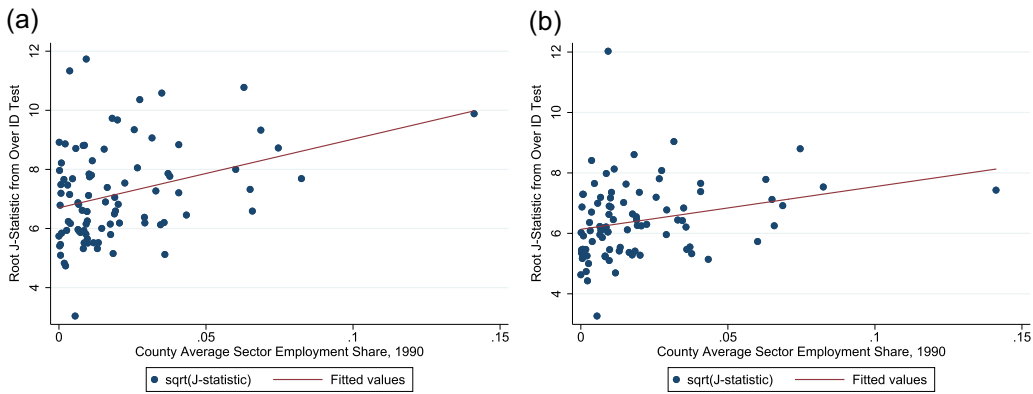 (a)
Root J-Statistic from Over ID Test
12
10
8
6
4
0 .05 .1 .15
County Average Sector Employment Share, 1990
sqrt(J-statistic) Fitted values
(b)
Root J-Statistic from Over ID Test
12
10
8
6
4
0 .05 .1 .15
County Average Sector Employment Share, 1990
sqrt(J-statistic) Fitted values